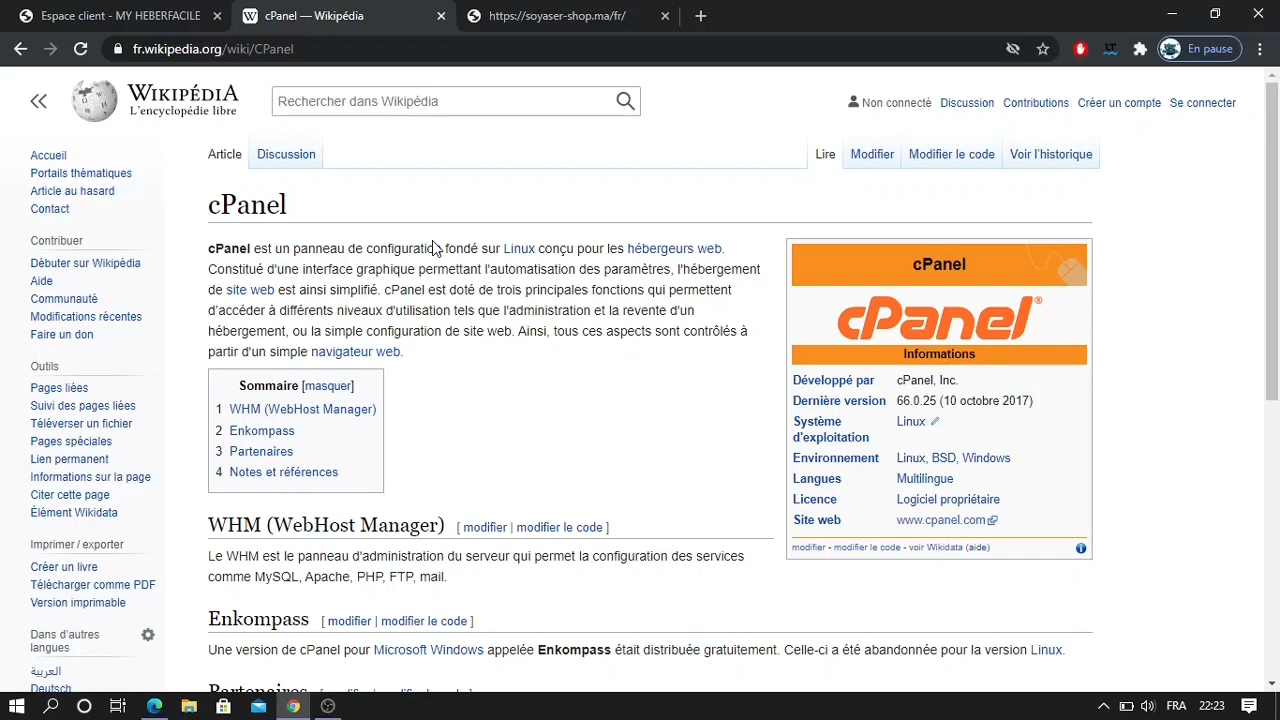 Espace client - MY HEBERFACILE
cPanel — Wikipédia
https://soyaser-shop.ma/fr/
fr.wikipedia.org/wiki/CPanel
En pause
WIKIPÉDIA
L'encyclopédie libre
Rechercher dans Wikipédia
Non connecté Discussion Contributions Créer un compte Se connecter
Article Discussion Lire Modifier Modifier le code Voir l'historique
Accueil
Portails thématiques
Article au hasard
Contact
Contribuer
Débuter sur Wikipédia
Aide
Communauté
Modifications récentes
Faire un don
Outils
Pages liées
Suivi des pages liées
Téléverser un fichier
Pages spéciales
Lien permanent
Informations sur la page
Citer cette page
Élément Wikidata
Imprimer / exporter
Créer un livre
Télécharger comme PDF
Version imprimable
Dans d'autres
langues
العربية
Deutsch
cPanel
cPanel est un panneau de configuration fondé sur Linux conçu pour les hébergeurs web.
Constitué d'une interface graphique permettant l'automatisation des paramètres, l'hébergement
de site web est ainsi simplifié. cPanel est doté de trois principales fonctions qui permettent
d'accéder à différents niveaux d'utilisation tels que l'administration et la revente d'un
hébergement, ou la simple configuration de site web. Ainsi, tous ces aspects sont contrôlés à
partir d'un simple navigateur web.
Sommaire [masquer]
1 WHM (WebHost Manager)
2 Enkompass
3 Partenaires
4 Notes et références
WHM (WebHost Manager) [ modifier | modifier le code ]
Le WHM est le panneau d'administration du serveur qui permet la configuration des services
comme MySQL, Apache, PHP, FTP, mail.
Enkompass [ modifier | modifier le code ]
Une version de cPanel pour Microsoft Windows appelée Enkompass était distribuée gratuitement. Celle-ci a été abandonnée pour la version Linux.
Partenaires [ modifier | modifier le code ]
cPanel
cPanel®
Informations
Développé par cPanel, Inc.
Dernière version 66.0.25 (10 octobre 2017)
Système Linux
d'exploitation
Environnement Linux, BSD, Windows
Langues Multilingue
Licence Logiciel propriétaire
Site web www.cpanel.com
modifier - modifier le code - voir Wikidata (aide)
FRA 22:23